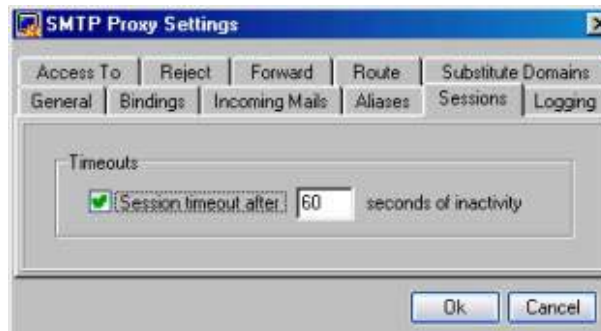 SMTP Proxy Settings
Access To Reject Forward Route Substitute Domains
General Bindings Incoming Mails Aliases Sessions Logging
Timeouts
Session timeout after 60 seconds of inactivity
Ok Cancel